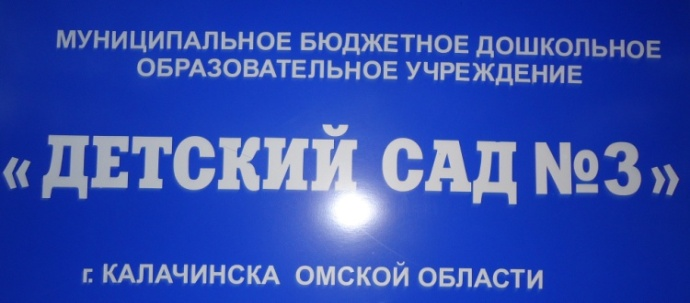 МУНИЦИПАЛЬНОЕ БЮДЖЕТНОЕ ДОШКОЛЬНОЕ
ОБРАЗОВАТЕЛЬНОЕ УЧРЕЖДЕНИЕ
«ДЕТСКИЙ САД №3»
г. КАЛАЧИНСКА ОМСКОЙ ОБЛАСТИ